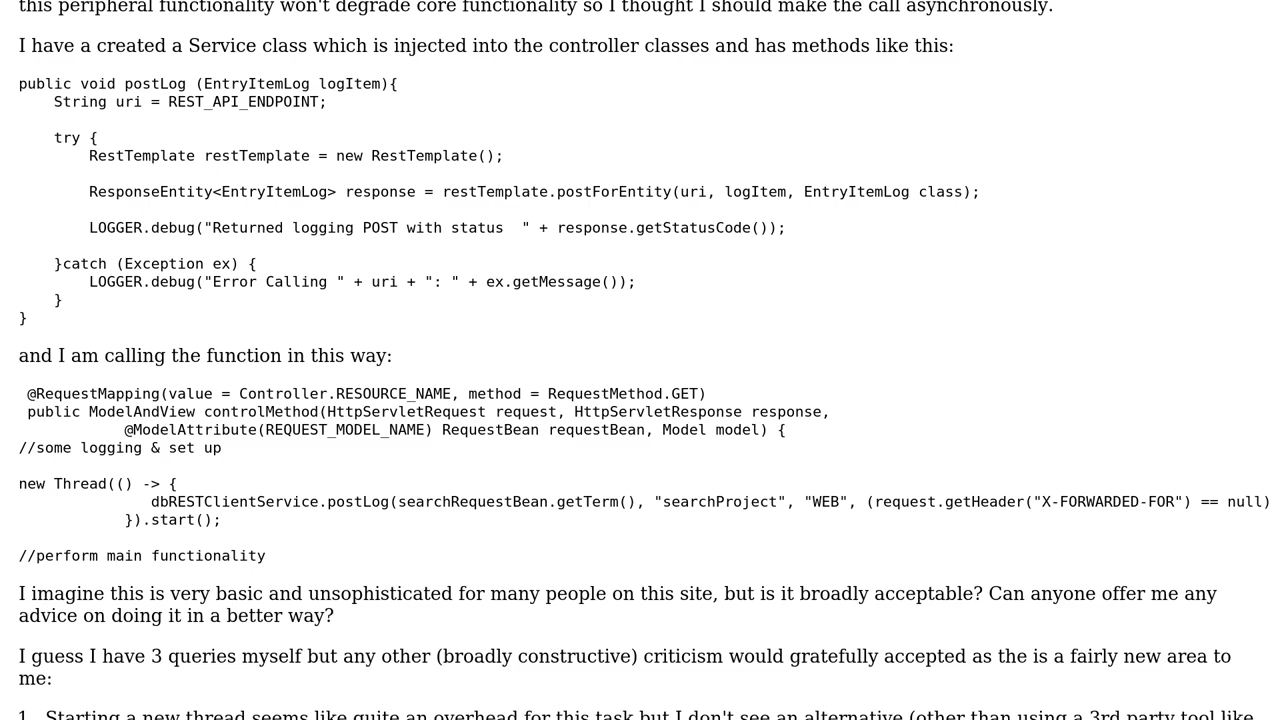 this peripheral functionality won't degrade core functionality so I thought I should make the call asynchronously.
I have a created a Service class which is injected into the controller classes and has methods like this:
public void postLog (EntryItemLog logItem){
    String uri = REST_API_ENDPOINT;
    try {
        RestTemplate restTemplate = new RestTemplate();
        ResponseEntity<EntryItemLog> response = restTemplate.postForEntity(uri, logItem, EntryItemLog class);
        LOGGER.debug("Returned logging POST with status  " + response.getStatusCode());
    }catch (Exception ex) {
        LOGGER.debug("Error Calling " + uri + ": " + ex.getMessage());
    }
}
and I am calling the function in this way:
 @RequestMapping(value = Controller.RESOURCE_NAME, method = RequestMethod.GET)
 public ModelAndView controlMethod(HttpServletRequest request, HttpServletResponse response,
            @ModelAttribute(REQUEST_MODEL_NAME) RequestBean requestBean, Model model) {
//some logging & set up
new Thread(() -> {
               dbRESTClientService.postLog(searchRequestBean.getTerm(), "searchProject", "WEB", (request.getHeader("X-FORWARDED-FOR") == null)
            }).start();
//perform main functionality
I imagine this is very basic and unsophisticated for many people on this site, but is it broadly acceptable? Can anyone offer me any
advice on doing it in a better way?
I guess I have 3 queries myself but any other (broadly constructive) criticism would gratefully accepted as the is a fairly new area to
me:
1. Starting a new thread seems like quite an overhead for this task but I don't see an alternative (other than using a 3rd party tool like